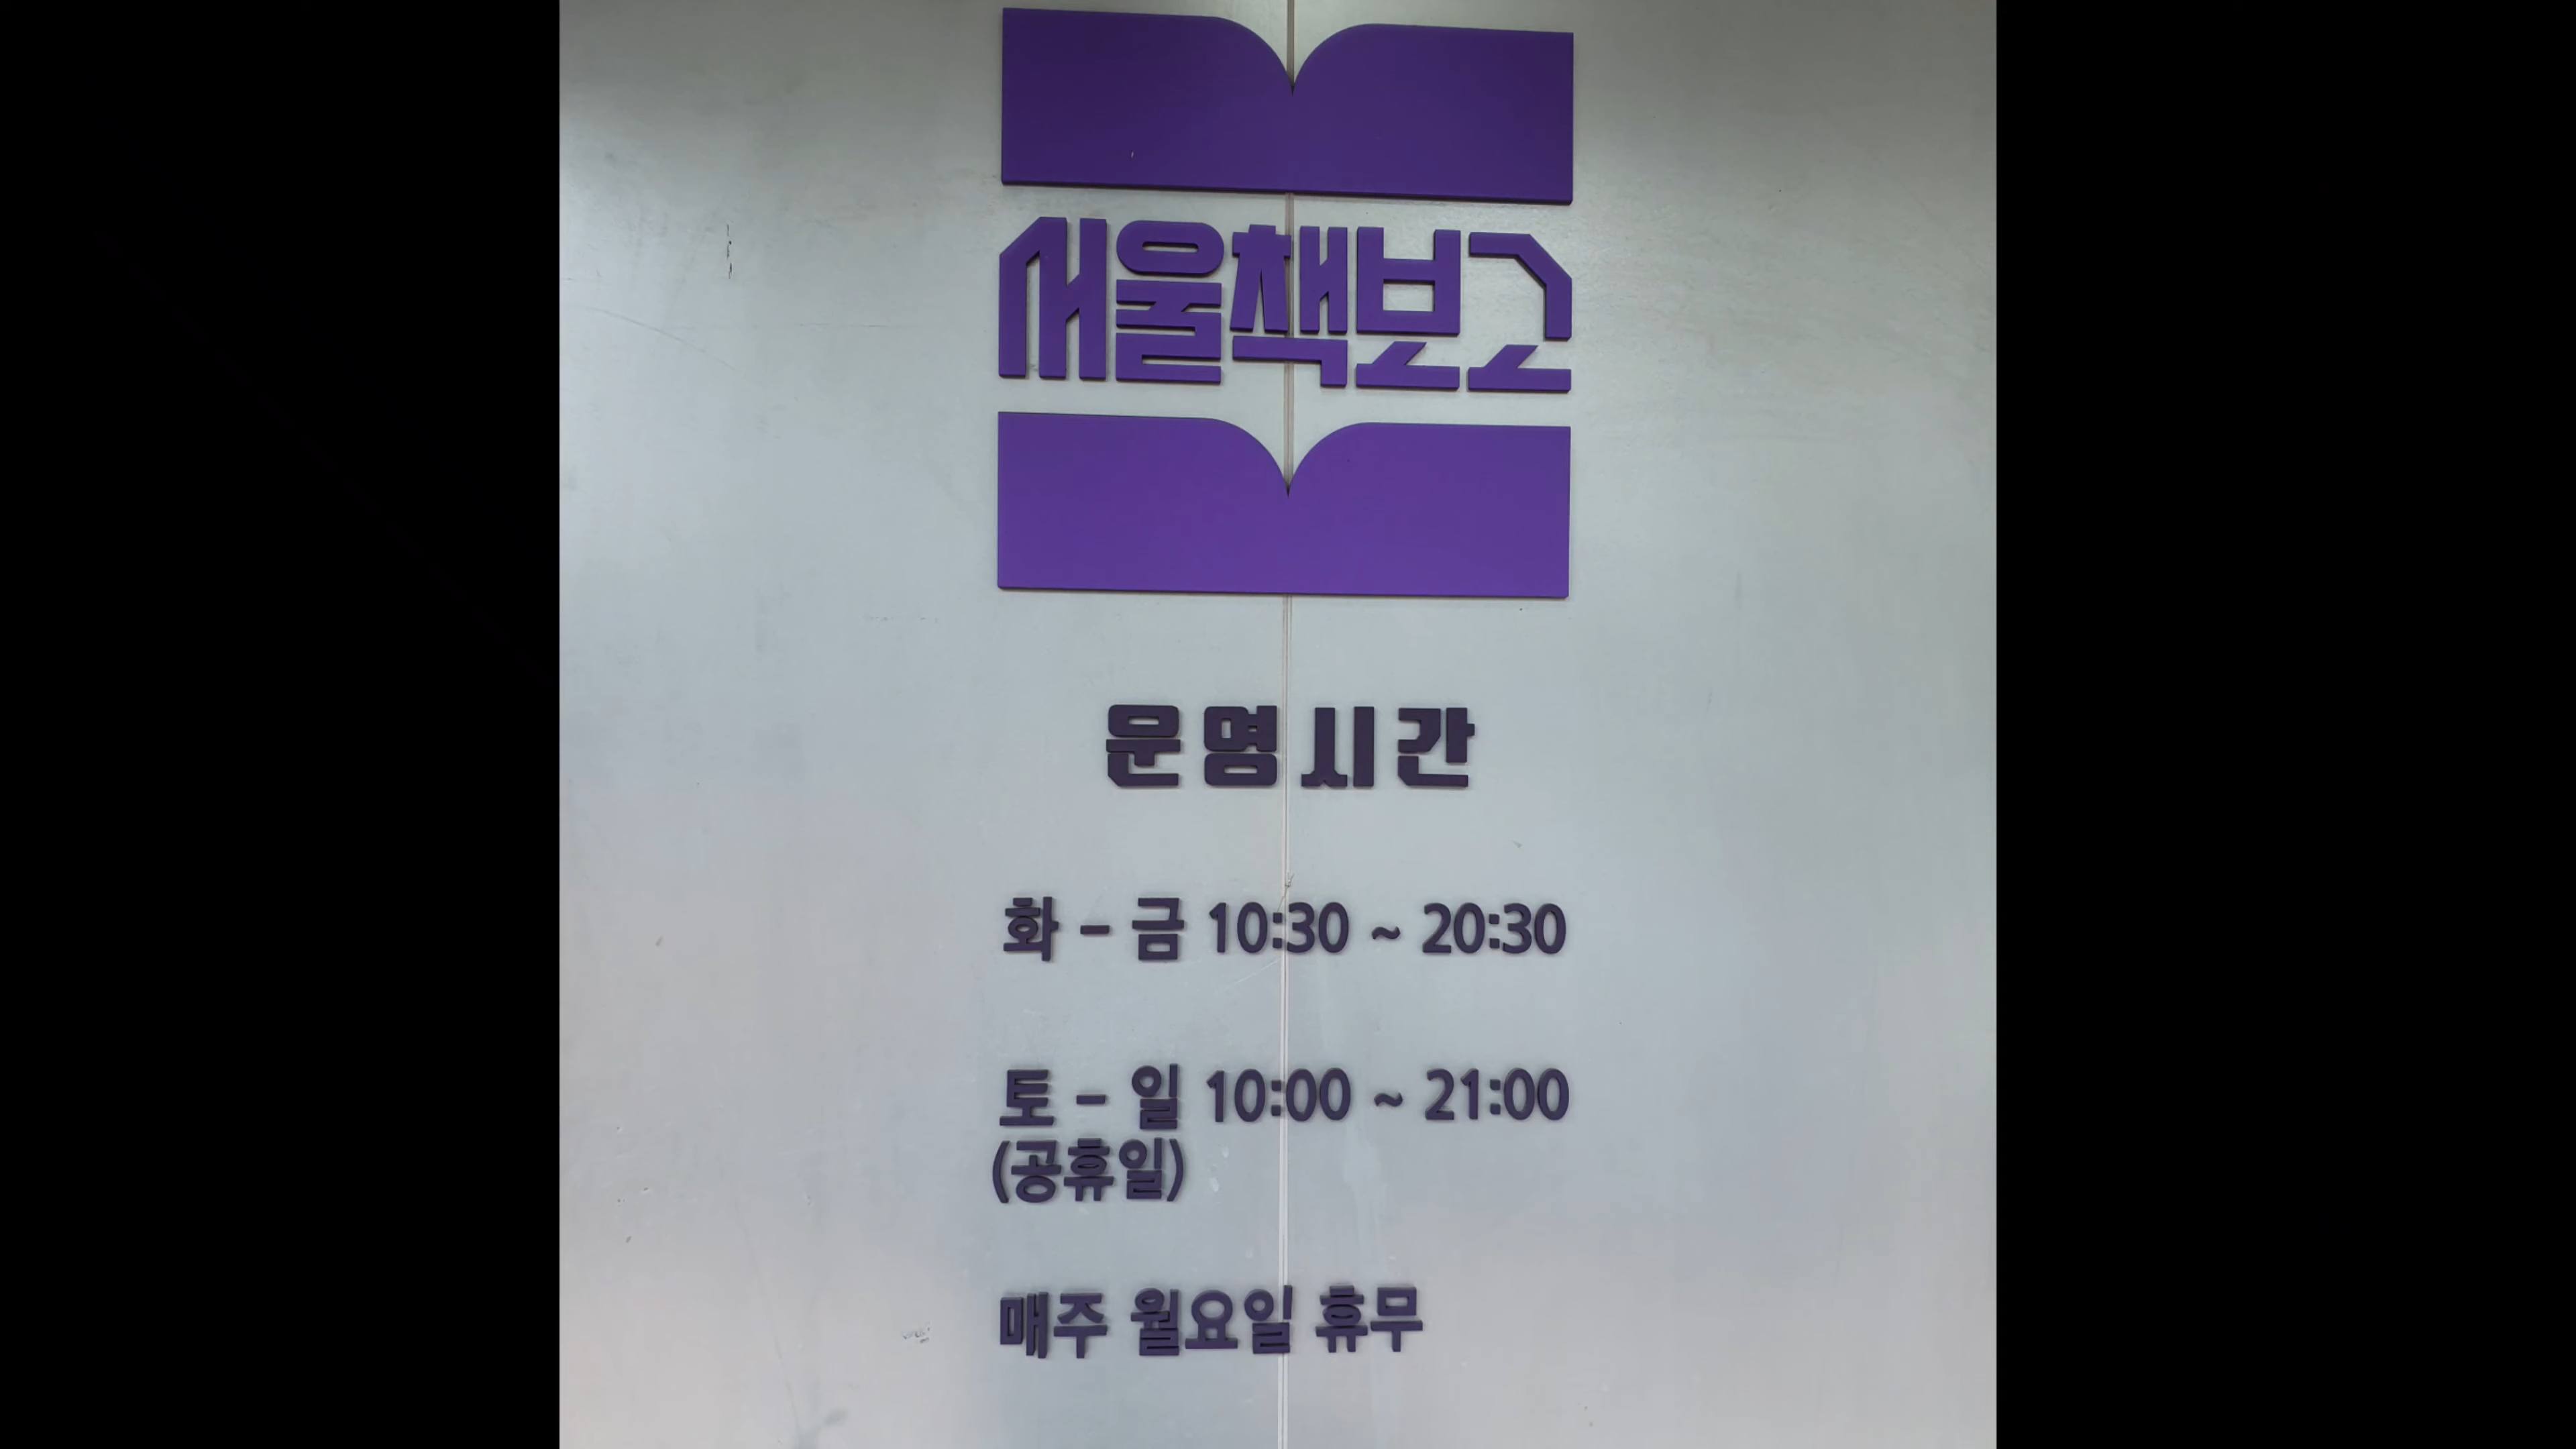 서울책보고
운명시간
화 - 금 10:30 ~ 20:30
토 - 일 10:00 ~ 21:00
(공휴일)
매주 월요일 휴무